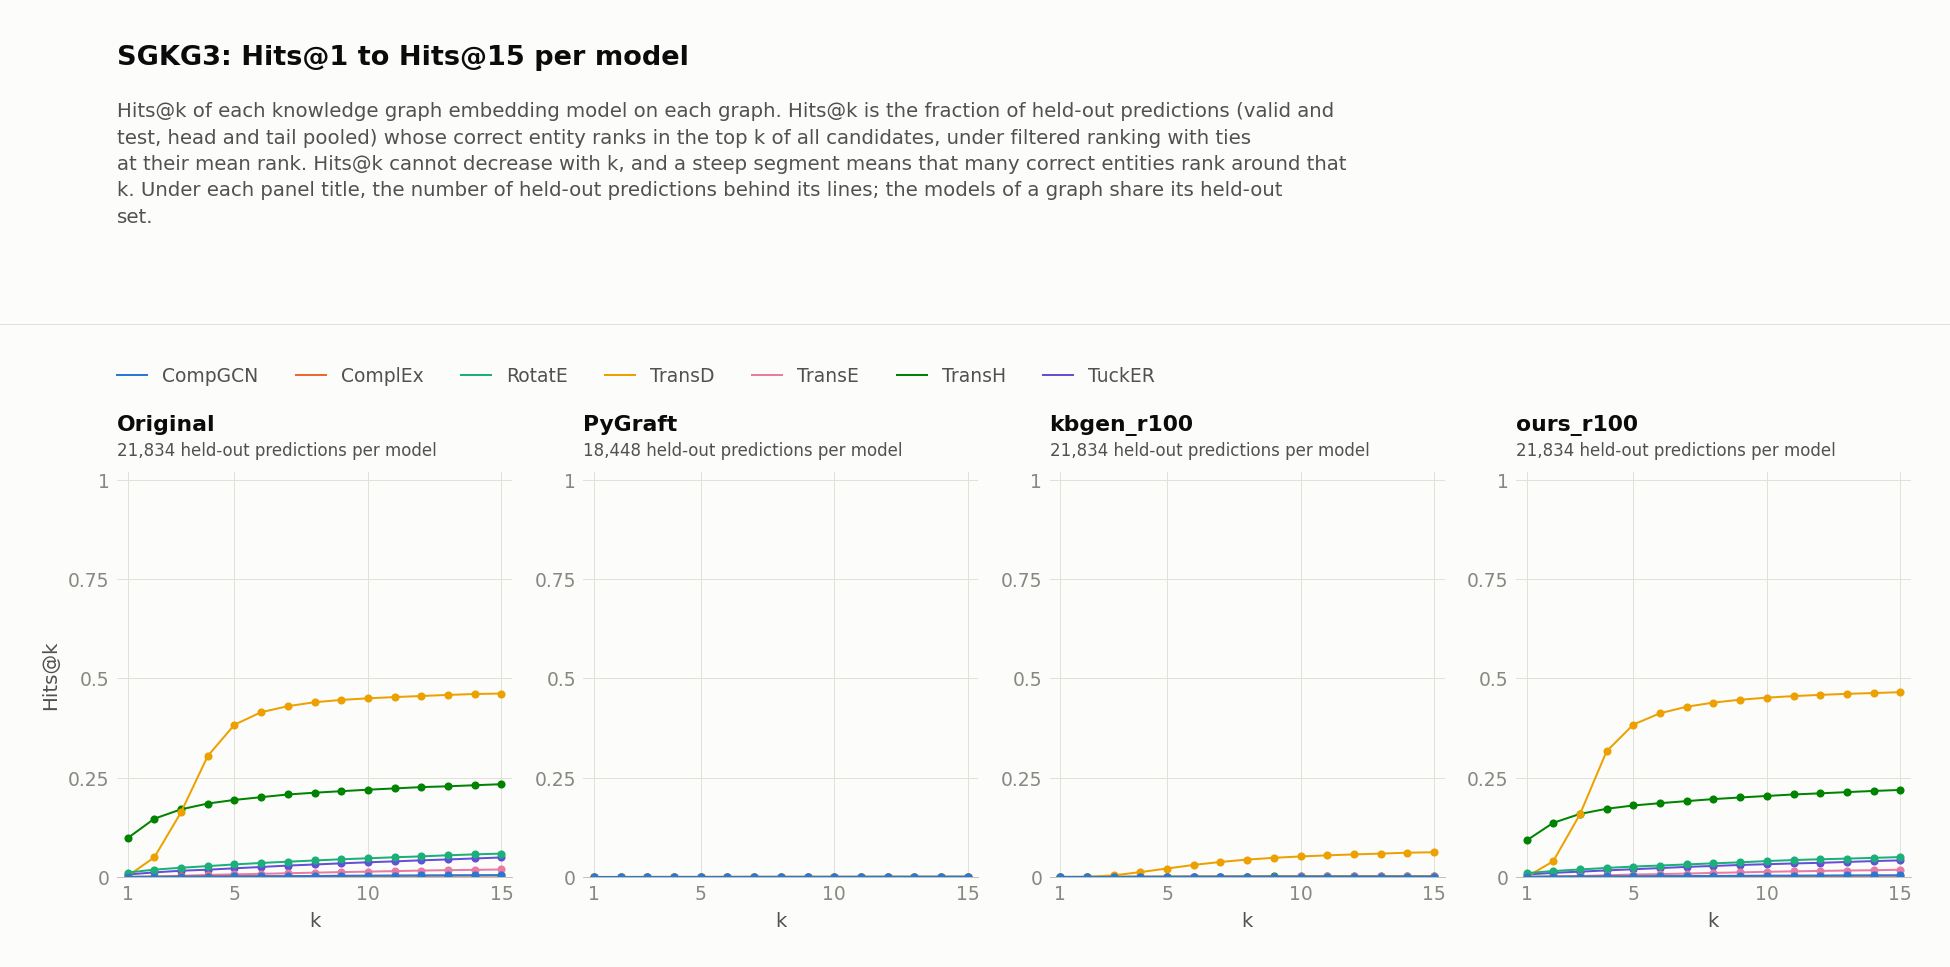 SGKG3: Hits@1 to Hits@15 per model
Hits@k of each knowledge graph embedding model on each graph. Hits@k is the fraction of held-out predictions (valid and
test, head and tail pooled) whose correct entity ranks in the top k of all candidates, under filtered ranking with ties
at their mean rank. Hits@k cannot decrease with k, and a steep segment means that many correct entities rank around that
k. Under each panel title, the number of held-out predictions behind its lines; the models of a graph share its held-out
set.
CompGCN ComplEx RotatE TransD TransE TransH TuckER
Original
21,834 held-out predictions per model
1
0.75
0.5
0.25
0
Hits@k
1 5 10 15
k
PyGraft
18,448 held-out predictions per model
1
0.75
0.5
0.25
0
1 5 10 15
k
kbgen_r100
21,834 held-out predictions per model
1
0.75
0.5
0.25
0
1 5 10 15
k
ours_r100
21,834 held-out predictions per model
1
0.75
0.5
0.25
0
1 5 10 15
k